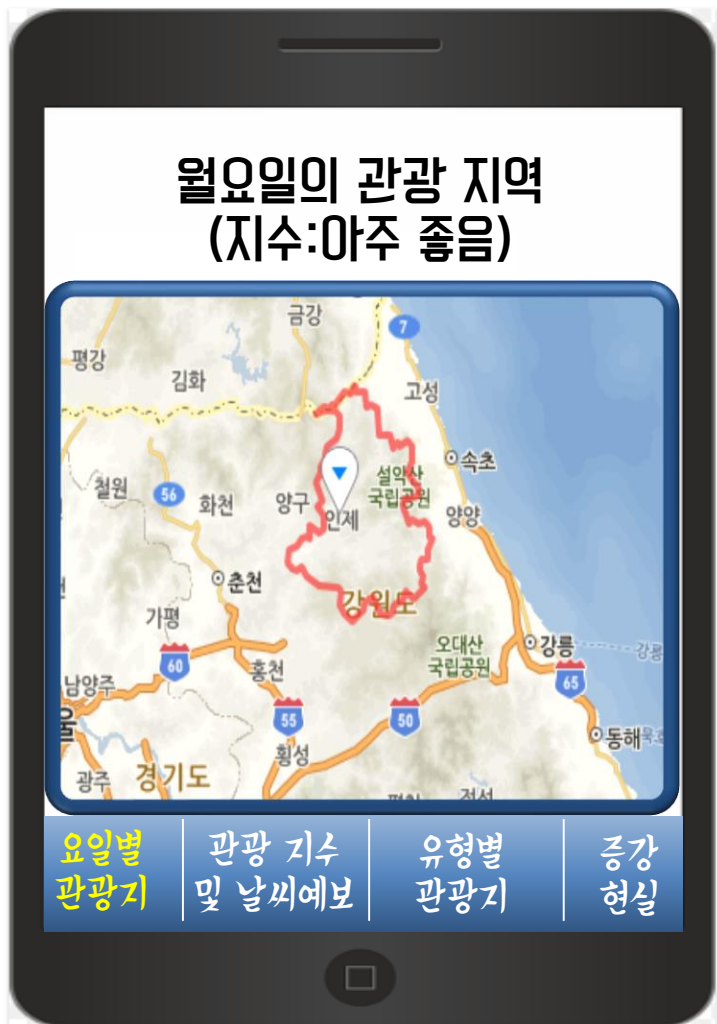 월요일의 관광 지역
(지수:아주 좋음)
금강
7
평강
김화
고성
속초
철원
56
화천
양구
설악산
국립공원
인제
양양
춘천
강원도
가평
오대산
국립공원
강릉
강릉
60
홍천
65
남양주
울
55
50
동해
횡성
광주
경기도
정선
요일별
관광지
관광 지수
및 날씨예보
유형별
관광지
증강
현실